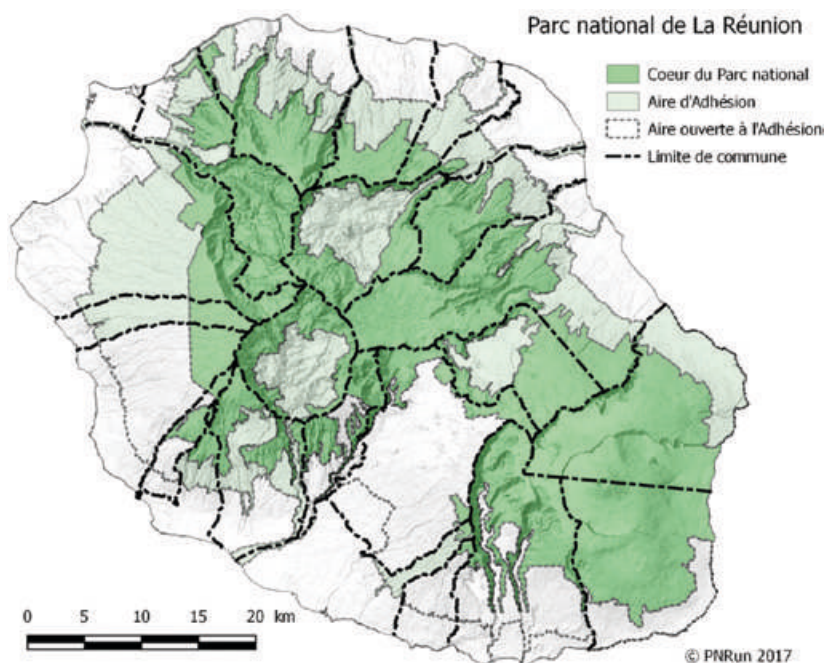 Parc national de La Réunion
Coeur du Parc national
Aire d'Adhésion
Aire ouverte à l'Adhésion
Limite de commune
0 5 10 15 20 km
© PNRun 2017